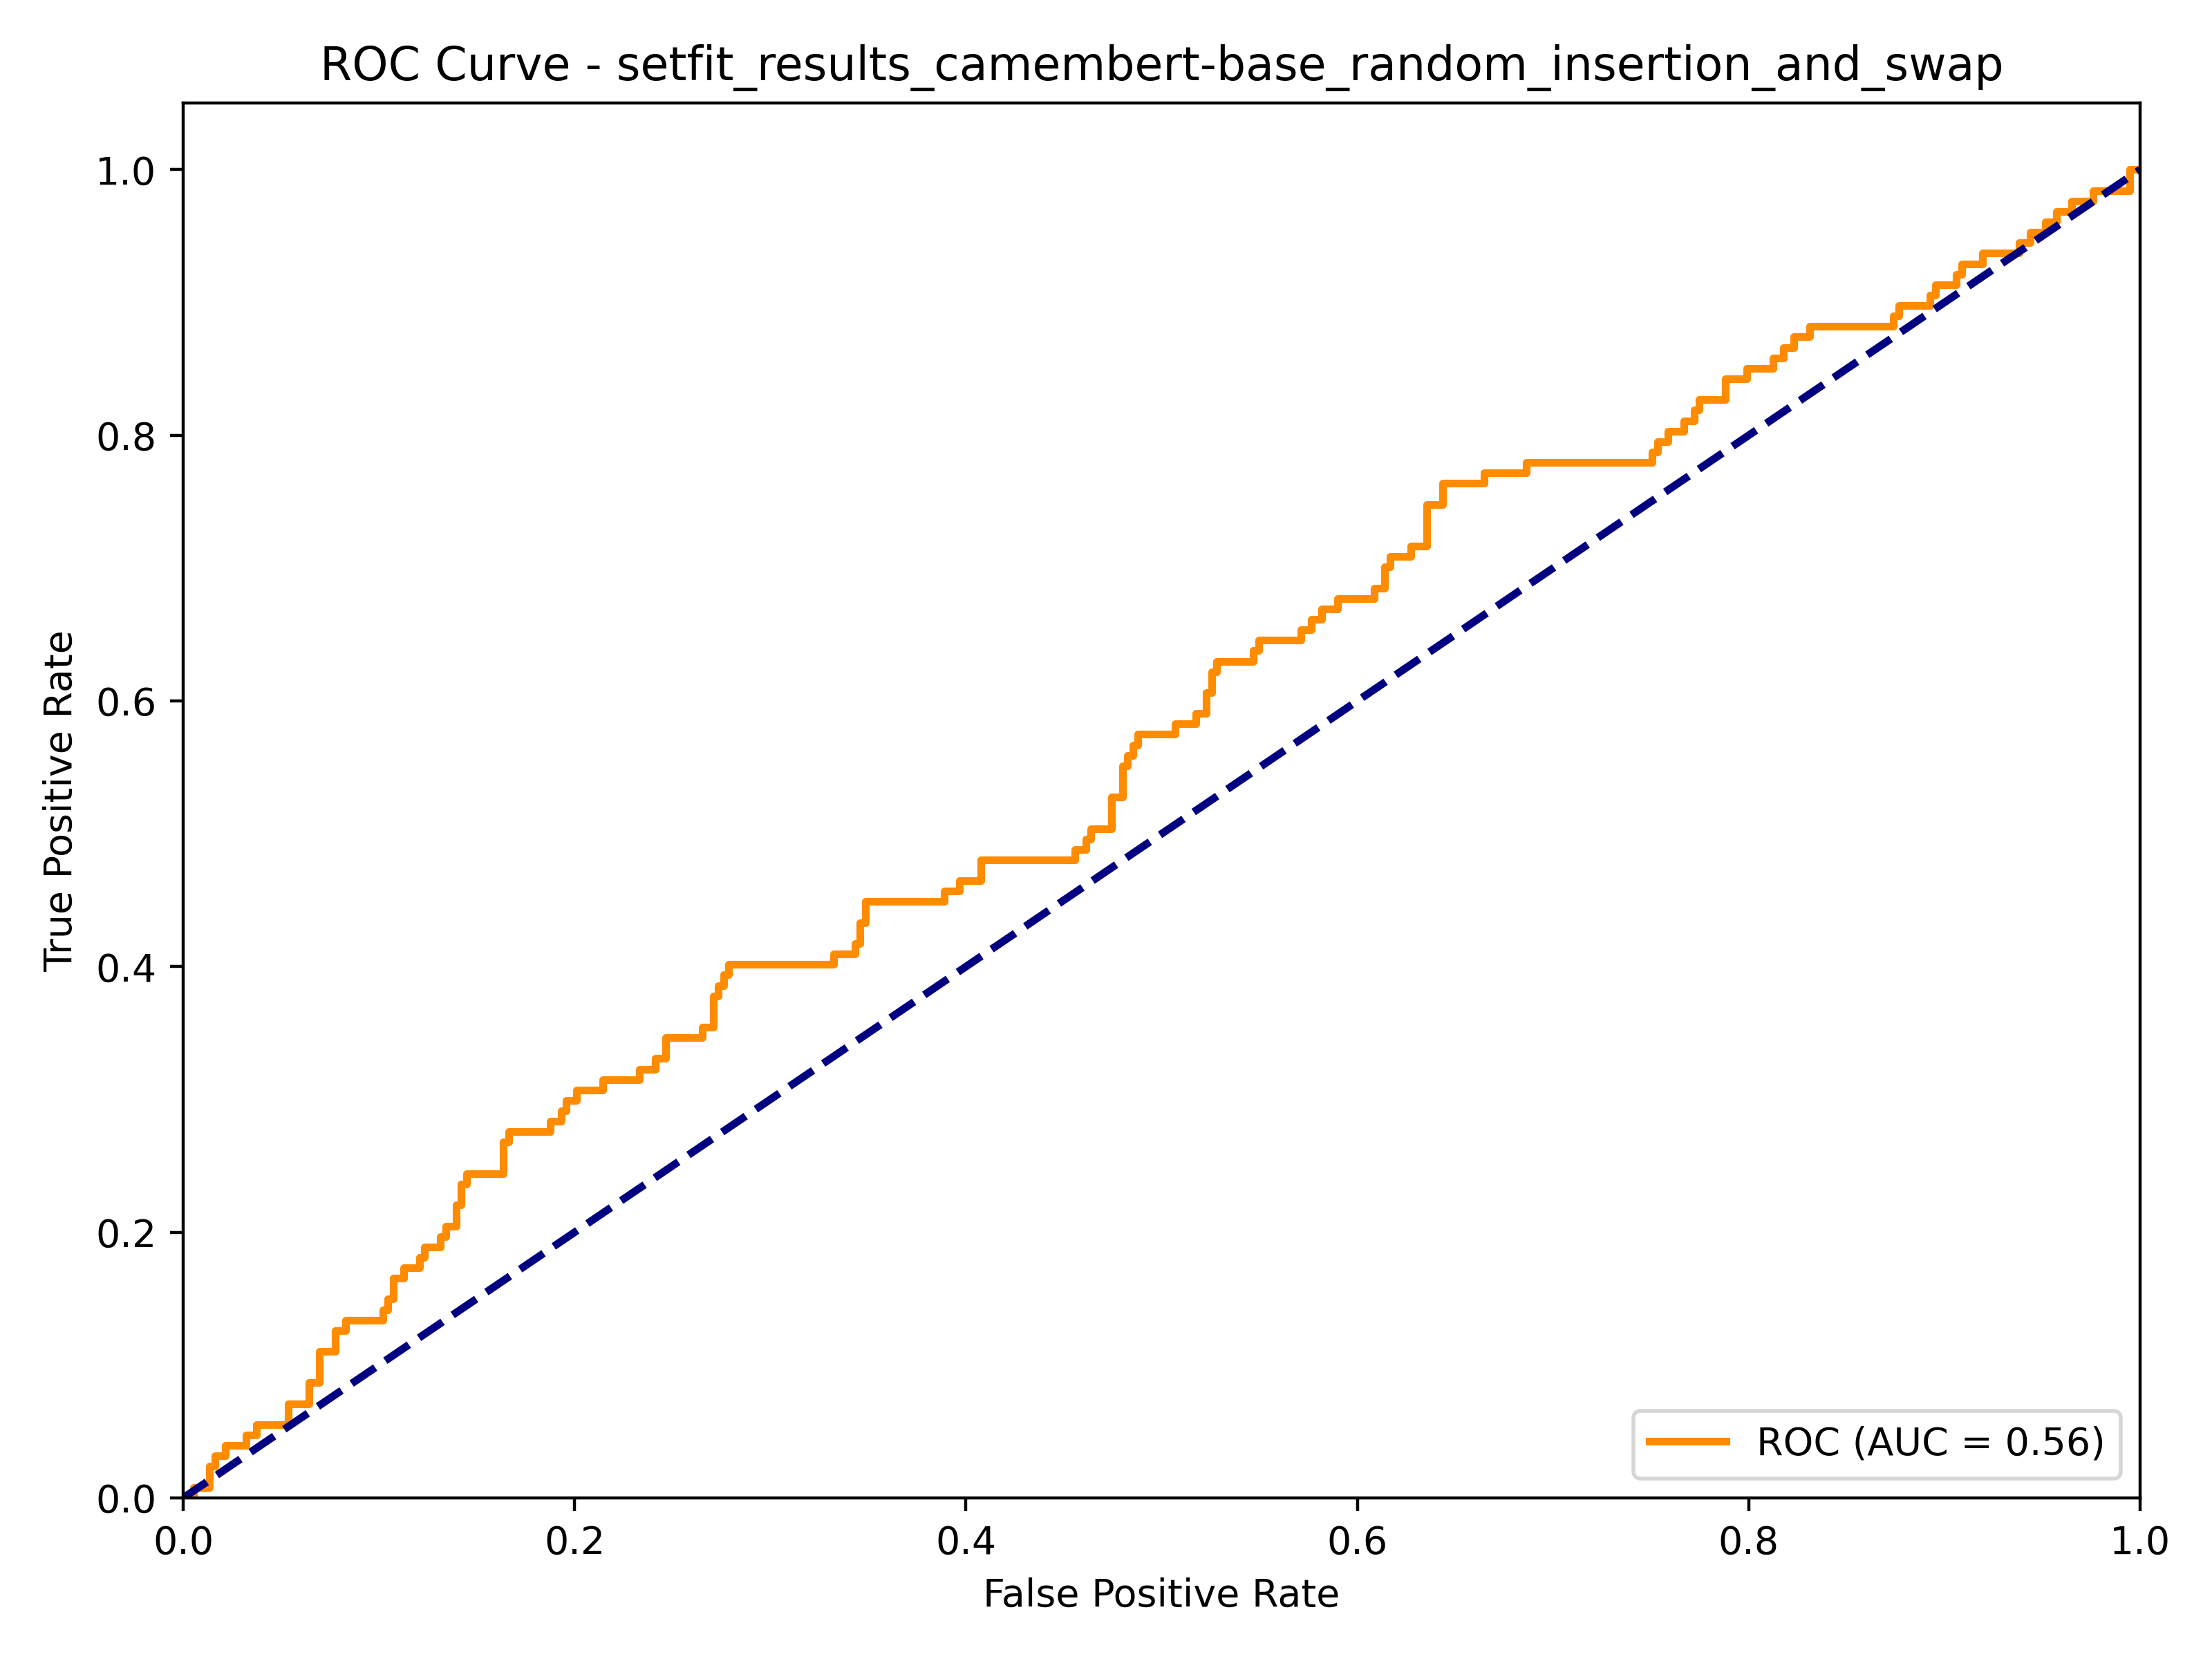 ROC Curve - setfit_results_camembert-base_random_insertion_and_swap
1.0
0.8
0.6
0.4
0.2
0.0
True Positive Rate
0.0 0.2 0.4 0.6 0.8 1.0
False Positive Rate
ROC (AUC = 0.56)